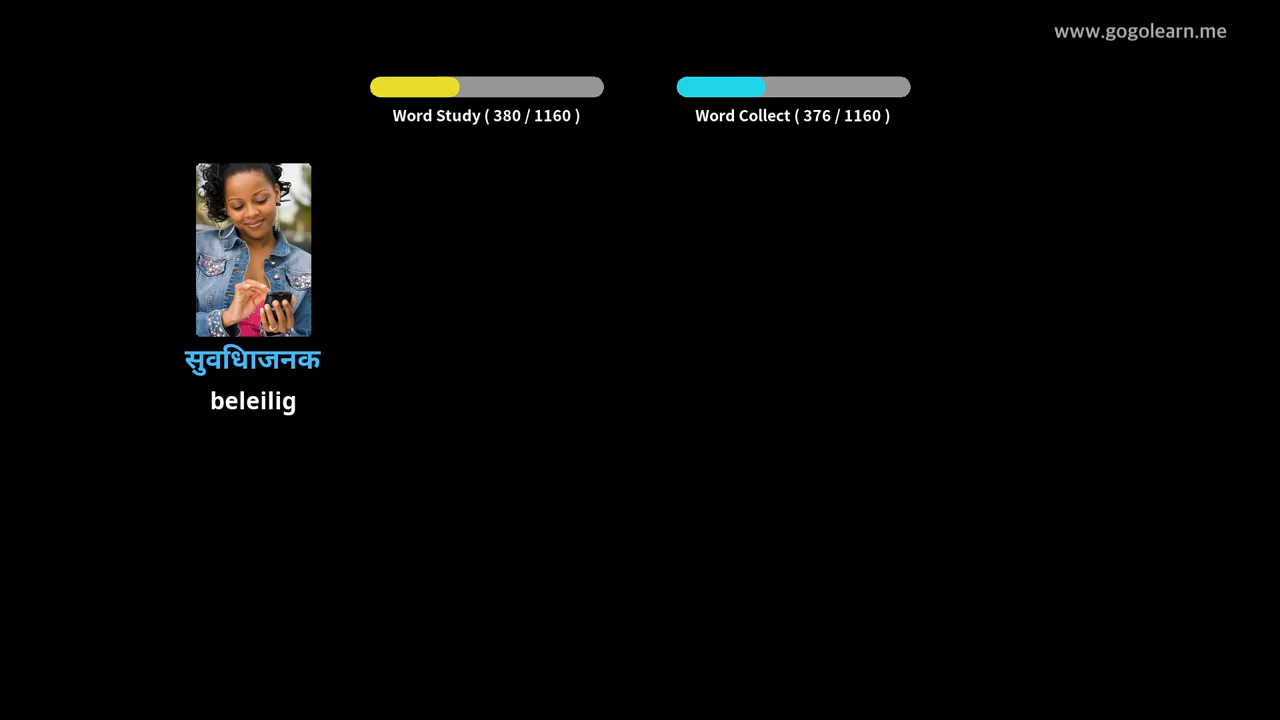 www.gogolearn.me
Word Study ( 380 / 1160 )
Word Collect ( 376 / 1160 )
सुवधिाजनक
beleilig